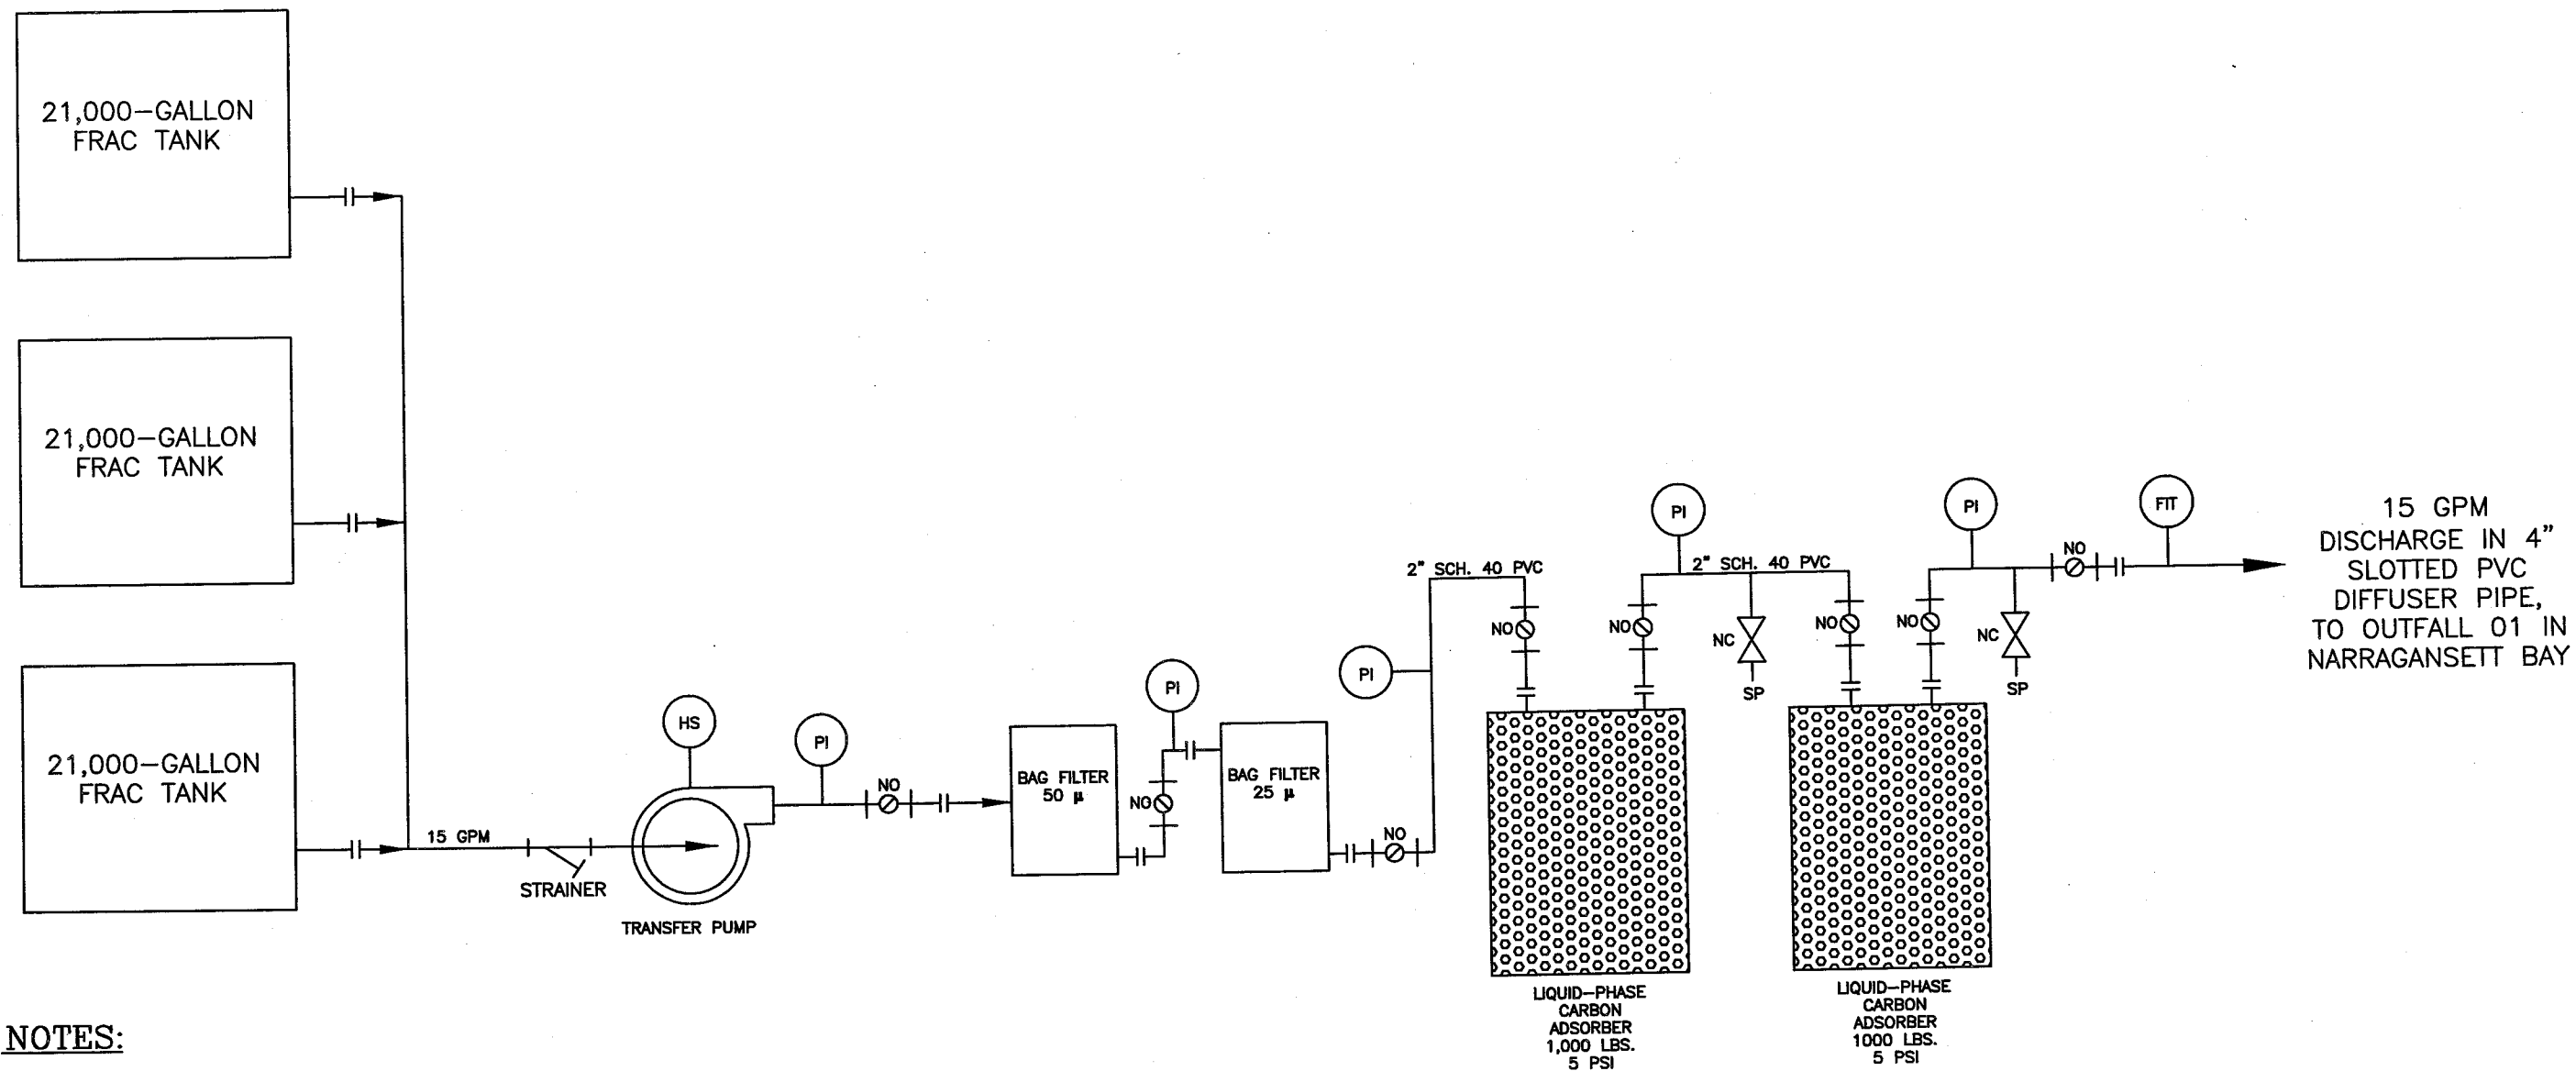 21,000-GALLON
FRAC TANK
21,000-GALLON
FRAC TANK
21,000-GALLON
FRAC TANK
15 GPM
STRAINER
HS
TRANSFER PUMP
PI
NO
BAG FILTER
50 µ
NO
PI
BAG FILTER
25 µ
NO
PI
2" SCH. 40 PVC
NO
LIQUID-PHASE
CARBON
ADSORBER
1,000 LBS.
5 PSI
NO
PI
2" SCH. 40 PVC
NC
SP
NO
LIQUID-PHASE
CARBON
ADSORBER
1000 LBS.
5 PSI
NO
PI
NC
SP
NO
FIT
15 GPM
DISCHARGE IN 4"
SLOTTED PVC
DIFFUSER PIPE,
TO OUTFALL 01 IN
NARRAGANSETT BAY
NOTES: